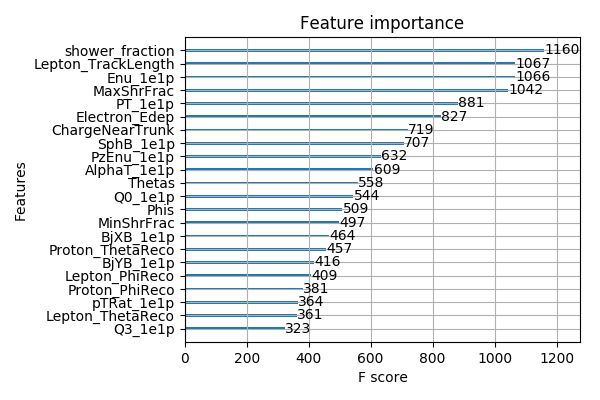 Feature importance
Features
shower_fraction 1160
Lepton_TrackLength 1067
Enu_1e1p 1066
MaxShrFrac 1042
PT_1e1p 881
Electron_Edep 827
ChargeNearTrunk 719
SphB_1e1p 707
PzEnu_1e1p 632
AlphaT_1e1p 609
Thetas 558
Q0_1e1p 544
Phis 509
MinShrFrac 497
BjXB_1e1p 464
Proton_ThetaReco 457
BjYB_1e1p 416
Lepton_PhiReco 409
Proton_PhiReco 381
pTRat_1e1p 364
Lepton_ThetaReco 361
Q3_1e1p 323
0 200 400 600 800 1000 1200
F score